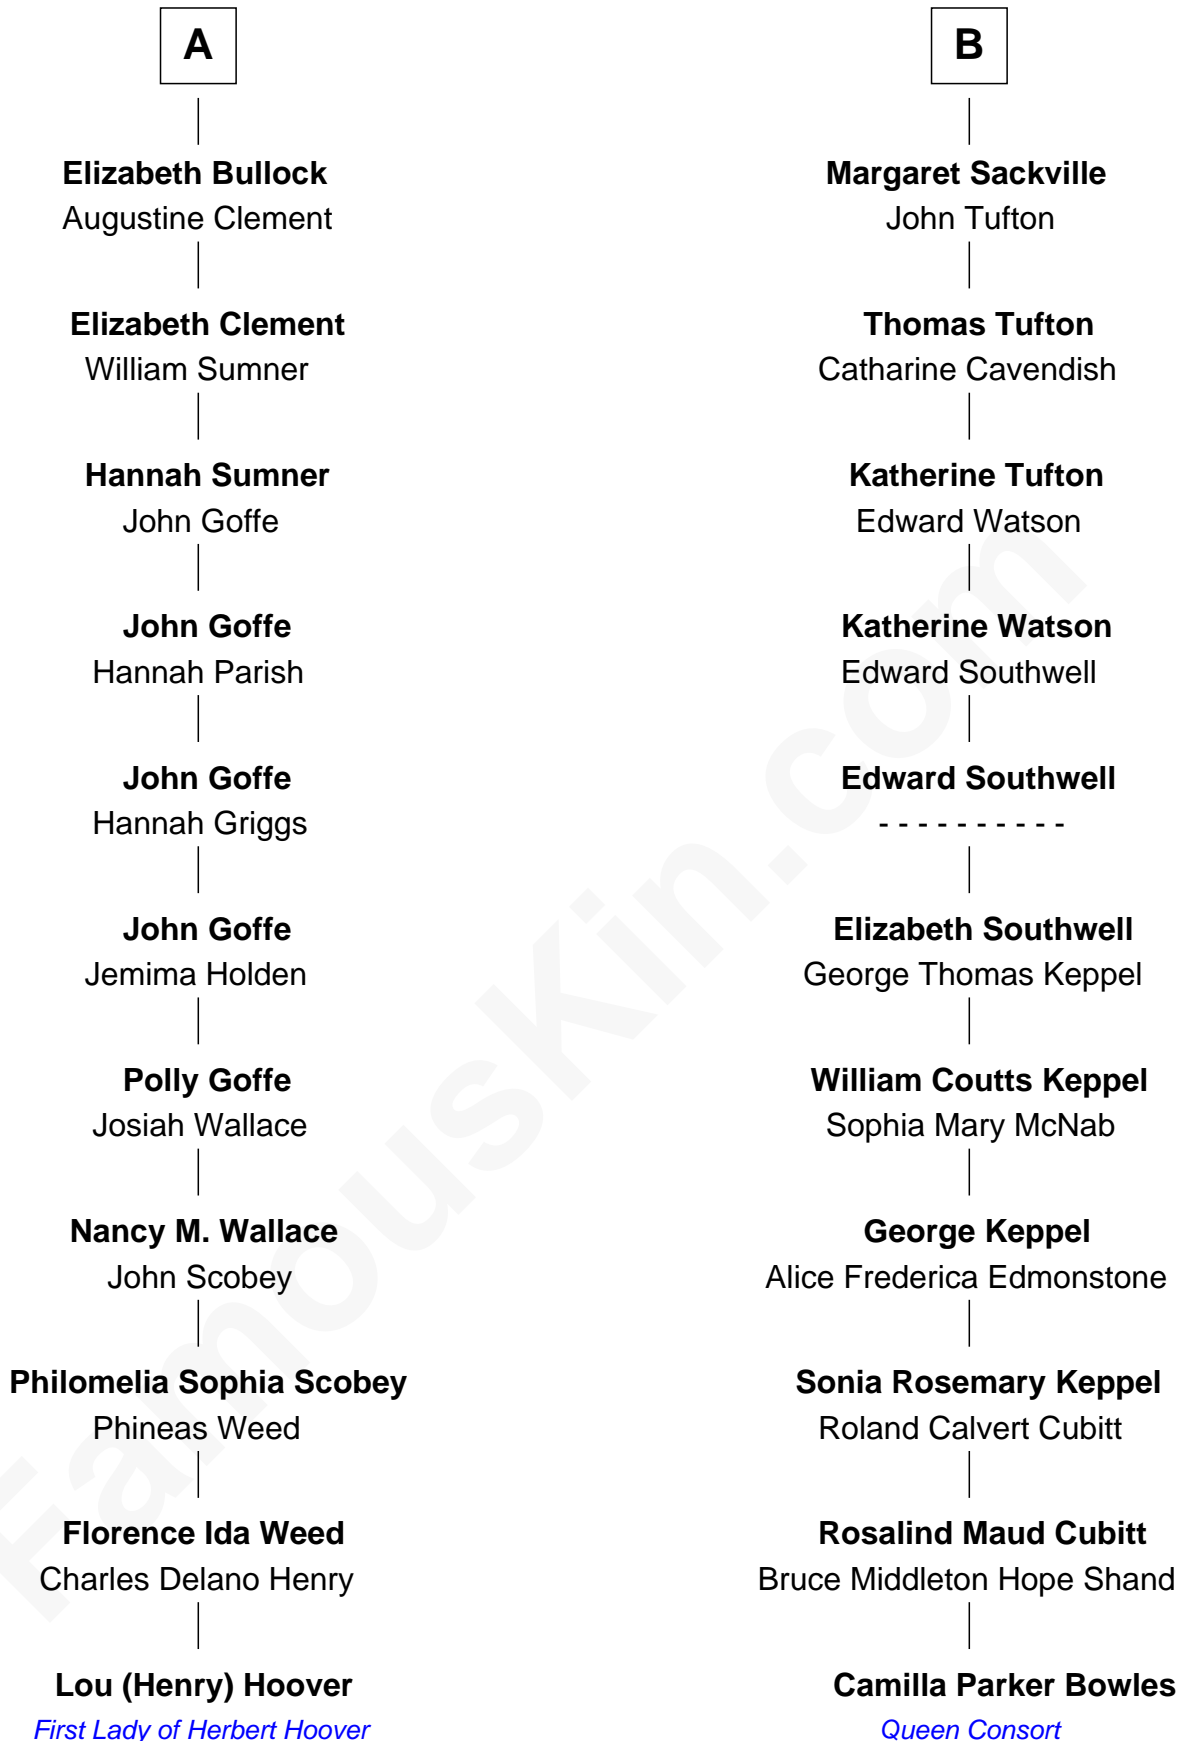 A
Elizabeth Bullock
Augustine Clement
Elizabeth Clement
William Sumner
Hannah Sumner
John Goffe
John Goffe
Hannah Parish
John Goffe
Hannah Griggs
John Goffe
Jemima Holden
Polly Goffe
Josiah Wallace
Nancy M. Wallace
John Scobey
Philomelia Sophia Scobey
Phineas Weed
Florence Ida Weed
Charles Delano Henry
Lou (Henry) Hoover
First Lady of Herbert Hoover
B
Margaret Sackville
John Tufton
Thomas Tufton
Catharine Cavendish
Katherine Tufton
Edward Watson
Katherine Watson
Edward Southwell
Edward Southwell
- - - - - - - - - -
Elizabeth Southwell
George Thomas Keppel
William Coutts Keppel
Sophia Mary McNab
George Keppel
Alice Frederica Edmonstone
Sonia Rosemary Keppel
Roland Calvert Cubitt
Rosalind Maud Cubitt
Bruce Middleton Hope Shand
Camilla Parker Bowles
Queen Consort
FamousKin.com